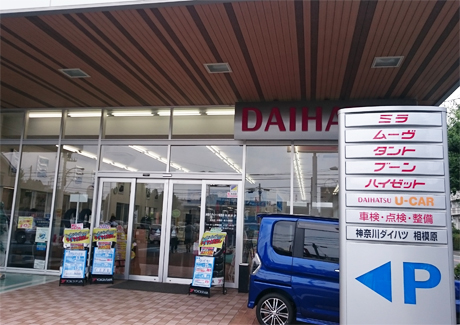 DAIHA
ミラ
ムーヴ
タント
ブーン
ハイゼット
DAIHATSU U-CAR
車検・点検・整備
神奈川ダイハツ 相模原
P